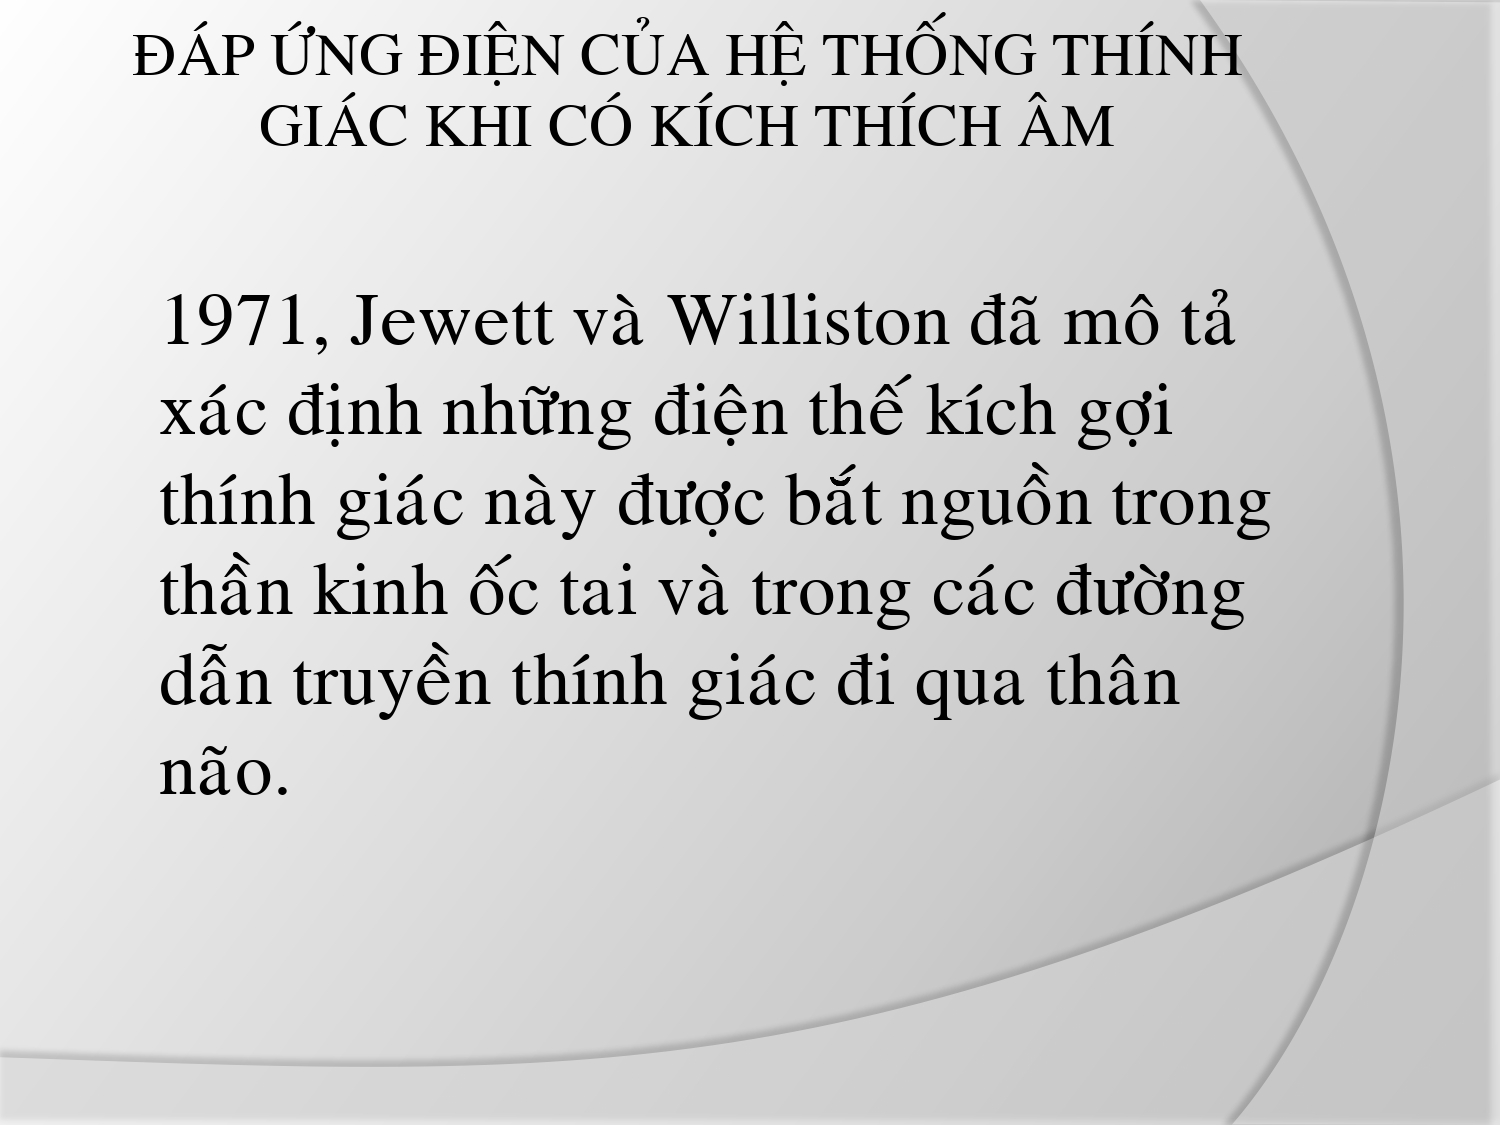 ĐÁP ỨNG ĐIỆN CỦA HỆ THỐNG THÍNH
GIÁC KHI CÓ KÍCH THÍCH ÂM
1971, Jewett và Williston đã mô tả
xác định những điện thế kích gợi
thính giác này được bắt nguồn trong
thần kinh ốc tai và trong các đường
dẫn truyền thính giác đi qua thân
não.